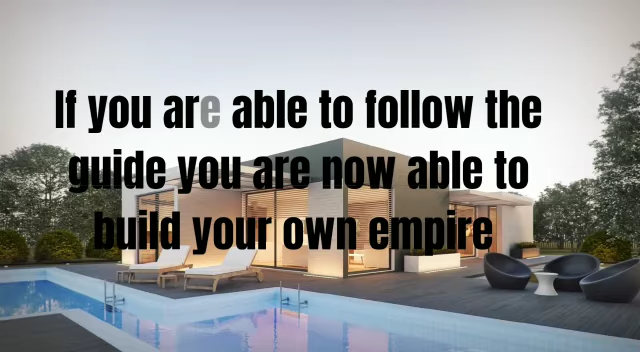 If you are able to follow the
guide you are now able to
build your own empire